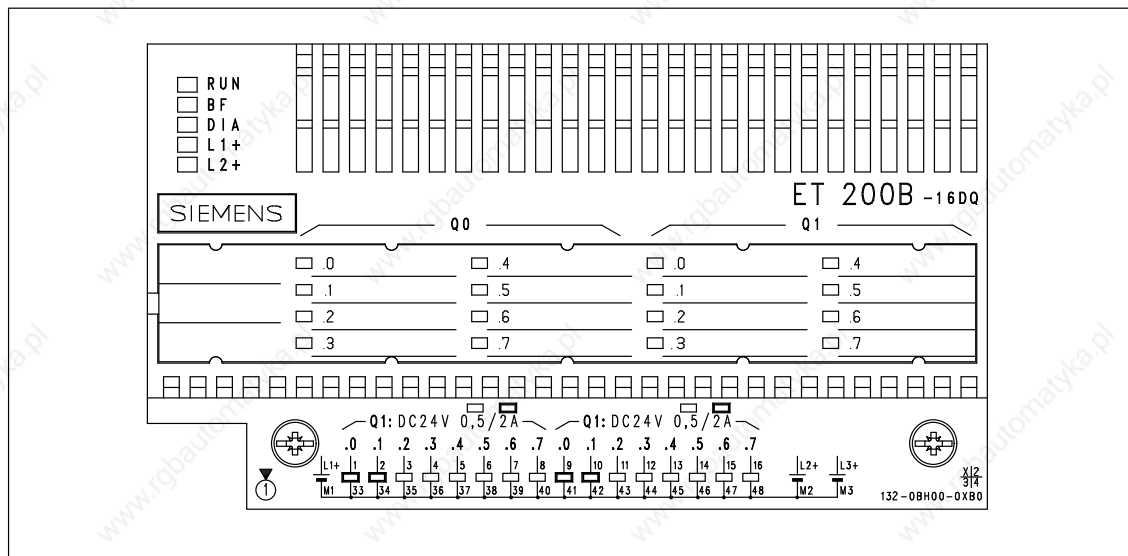 RUN
BF
DIA
L1+
L2+
SIEMENS
ET 200B -16DQ
Q0 Q1
.0 .4 .0 .4
.1 .5 .1 .5
.2 .6 .2 .6
.3 .7 .3 .7
Q1: DC24V 0,5/2A Q1: DC24V 0,5/2A
.0 .1 .2 .3 .4 .5 .6 .7 .0 .1 .2 .3 .4 .5 .6 .7
L1+ 1 2 3 4 5 6 7 8 9 10 11 12 13 14 15 16 L2+ L3+
M1 33 34 35 36 37 38 39 40 41 42 43 44 45 46 47 48 M2 M3
1
X 2
3 4
132-0BH00-0XB0
www.rgbautomatyka.pl